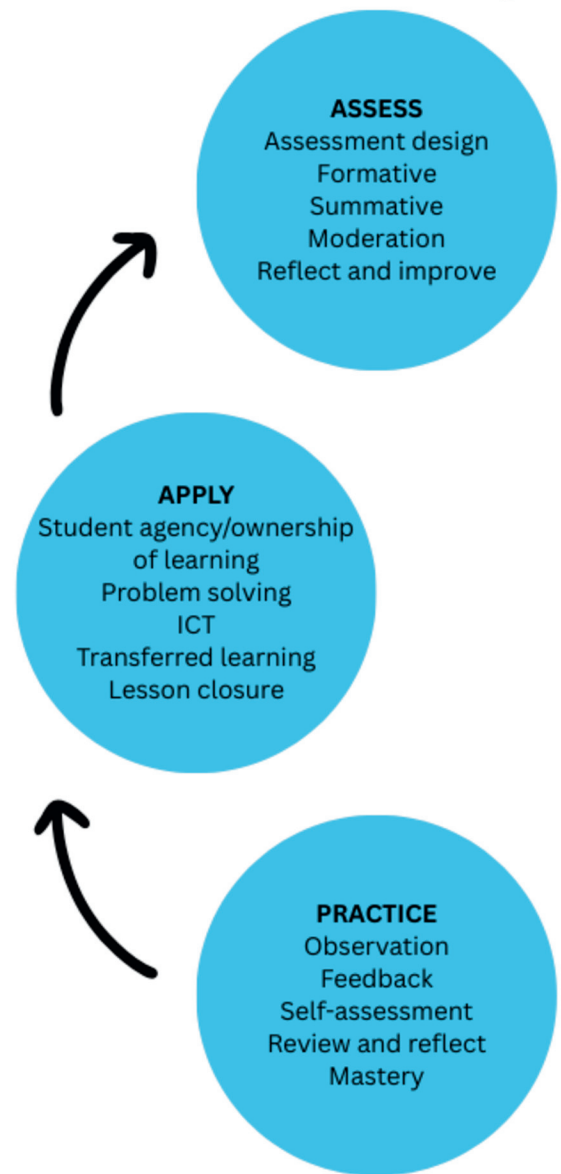 ASSESS
Assessment design
Formative
Summative
Moderation
Reflect and improve
APPLY
Student agency/ownership
of learning
Problem solving
ICT
Transferred learning
Lesson closure
PRACTICE
Observation
Feedback
Self-assessment
Review and reflect
Mastery